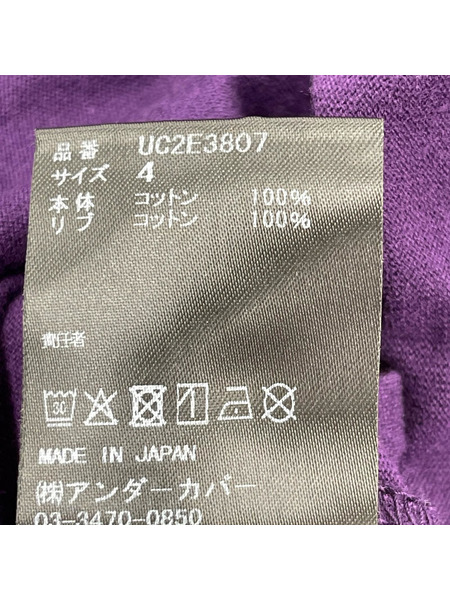 品番 UC2E3807
サイズ 4
本体 コットン 100%
リブ コットン 100%
責任者
MADE IN JAPAN
㈱アンダーカバー
03-3470-0850